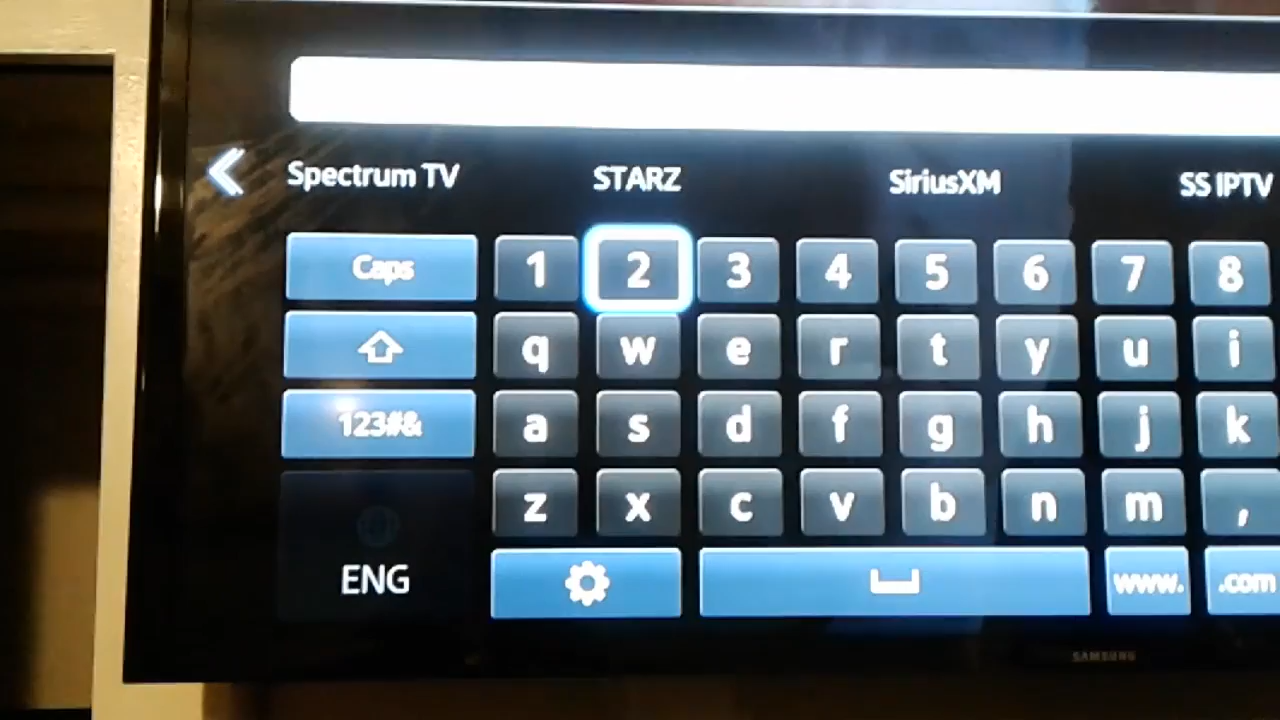 Spectrum TV STARZ SiriusXM SS IPTV
Caps 1 2 3 4 5 6 7 8
q w e r t y u i
123#& a s d f g h j k
z x c v b n m ,
ENG www. .com
SAMSUNG